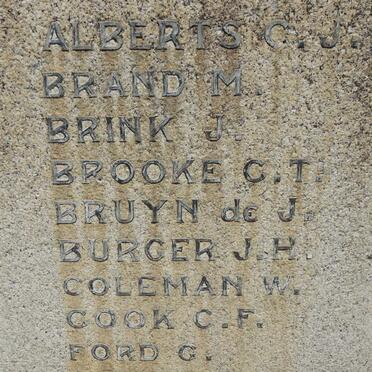 ALBERTS C. J.
BRAND M.
BRINK J.
BROOKE C. T.
BRUYN de J.
BURGER J. H.
COLEMAN W.
COOK C. F.
FORD G.